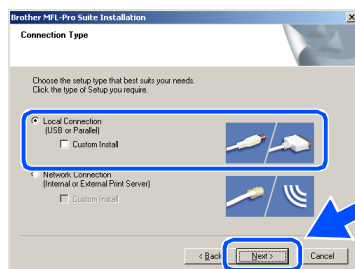 Brother MFL-Pro Suite Installation
Connection Type
Choose the setup type that best suits your needs.
Click the type of Setup you require.
Local Connection
(USB or Parallel)
Custom Install
Network Connection
(Internal or External Print Server)
Custom Install
< Back
Next >
Cancel